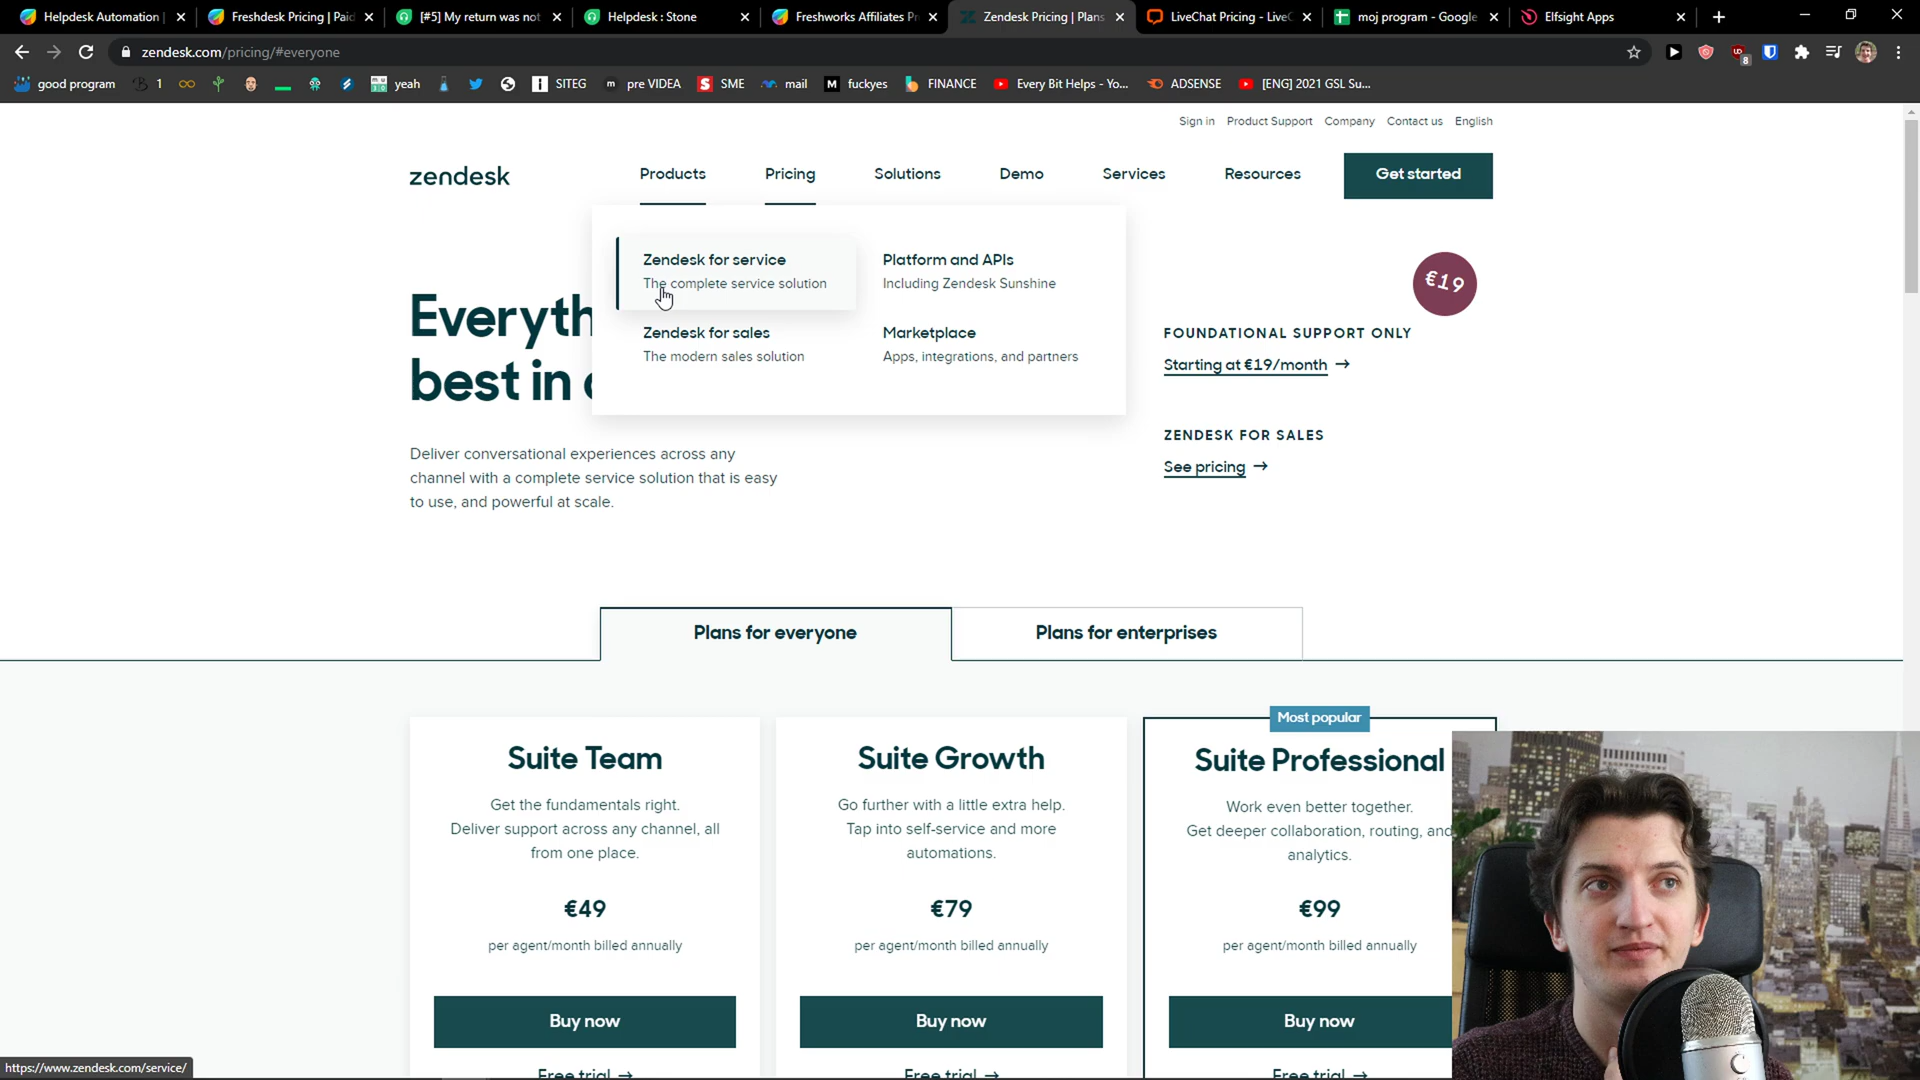 Helpdesk Automation |
Freshdesk Pricing | Paid
[#5] My return was not
Helpdesk : Stone
Freshworks Affiliates Pr
Zendesk Pricing | Plans
LiveChat Pricing - LiveC
moj program - Google
Elfsight Apps
zendesk.com/pricing/#everyone
8
good program
1
yeah
SITEG
pre VIDEA
SME
mail
fuckyes
FINANCE
Every Bit Helps - Yo...
ADSENSE
[ENG] 2021 GSL Su...
Sign in Product Support Company Contact us English
zendesk
Products Pricing Solutions Demo Services Resources Get started
Zendesk for service
The complete service solution
Platform and APIs
Including Zendesk Sunshine
Zendesk for sales
The modern sales solution
Marketplace
Apps, integrations, and partners
Everyth
best in
Deliver conversational experiences across any
channel with a complete service solution that is easy
to use, and powerful at scale.
€19
FOUNDATIONAL SUPPORT ONLY
Starting at €19/month →
ZENDESK FOR SALES
See pricing →
Plans for everyone
Plans for enterprises
Suite Team
Get the fundamentals right.
Deliver support across any channel, all
from one place.
€49
per agent/month billed annually
Buy now
Free trial →
Suite Growth
Go further with a little extra help.
Tap into self-service and more
automations.
€79
per agent/month billed annually
Buy now
Free trial →
Most popular
Suite Professional
Work even better together.
Get deeper collaboration, routing, and
analytics.
€99
per agent/month billed annually
Buy now
Free trial →
https://www.zendesk.com/service/